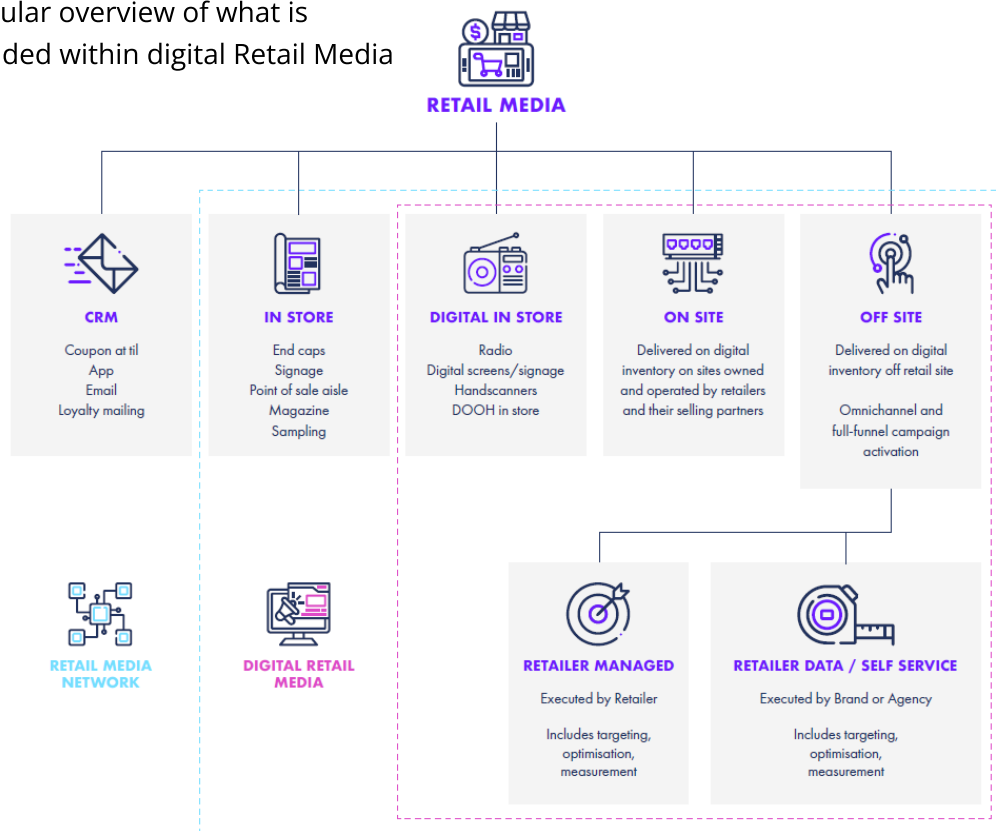 ular overview of what is
ded within digital Retail Media
RETAIL MEDIA
CRM
Coupon at til
App
Email
Loyalty mailing
IN STORE
End caps
Signage
Point of sale aisle
Magazine
Sampling
DIGITAL IN STORE
Radio
Digital screens/signage
Handscanners
DOOH in store
ON SITE
Delivered on digital
inventory on sites owned
and operated by retailers
and their selling partners
OFF SITE
Delivered on digital
inventory off retail site
Omnichannel and
full-funnel campaign
activation
RETAIL MEDIA
NETWORK
DIGITAL RETAIL
MEDIA
RETAILER MANAGED
Executed by Retailer
Includes targeting,
optimisation,
measurement
RETAILER DATA / SELF SERVICE
Executed by Brand or Agency
Includes targeting,
optimisation,
measurement